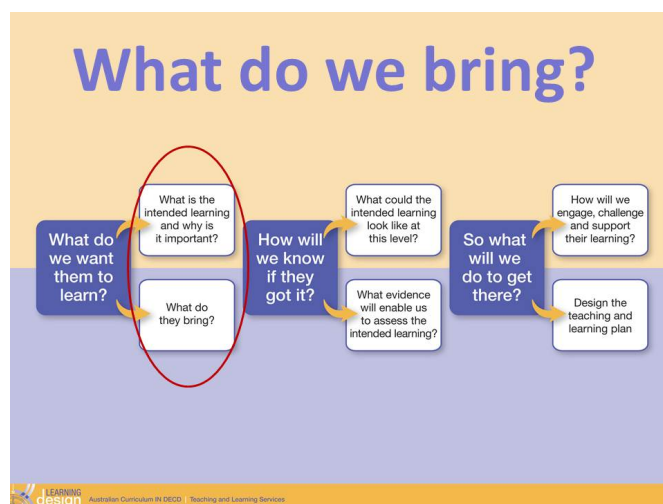 What do we bring?
What do
we want
them to
learn?
What is the
intended learning
and why is
it important?
What do
they bring?
How will
we know
if they
got it?
What could the
intended learning
look like at
this level?
What evidence
will enable us
to assess the
intended learning?
So what
will we
do to get
there?
How will we
engage, challenge
and support
their learning?
Design the
teaching and
learning plan
LEARNING
design
Australian Curriculum IN DECD | Teaching and Learning Services